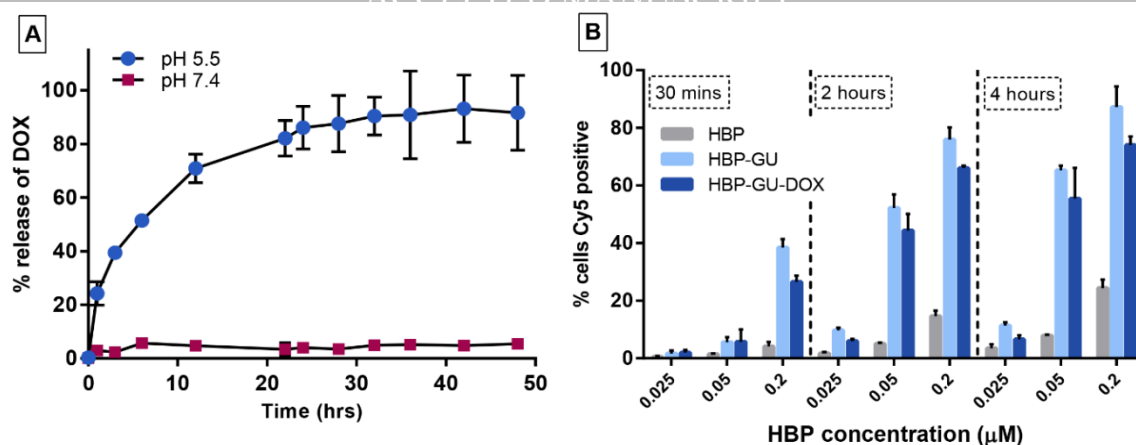 A
pH 5.5
pH 7.4
100
80
60
40
20
0
% release of DOX
0 10 20 30 40 50
Time (hrs)
B
30 mins 2 hours 4 hours
HBP
HBP-GU
HBP-GU-DOX
100
80
60
40
20
0
% cells Cy5 positive
0.025 0.05 0.2 0.025 0.05 0.2 0.025 0.05 0.2
HBP concentration (μM)